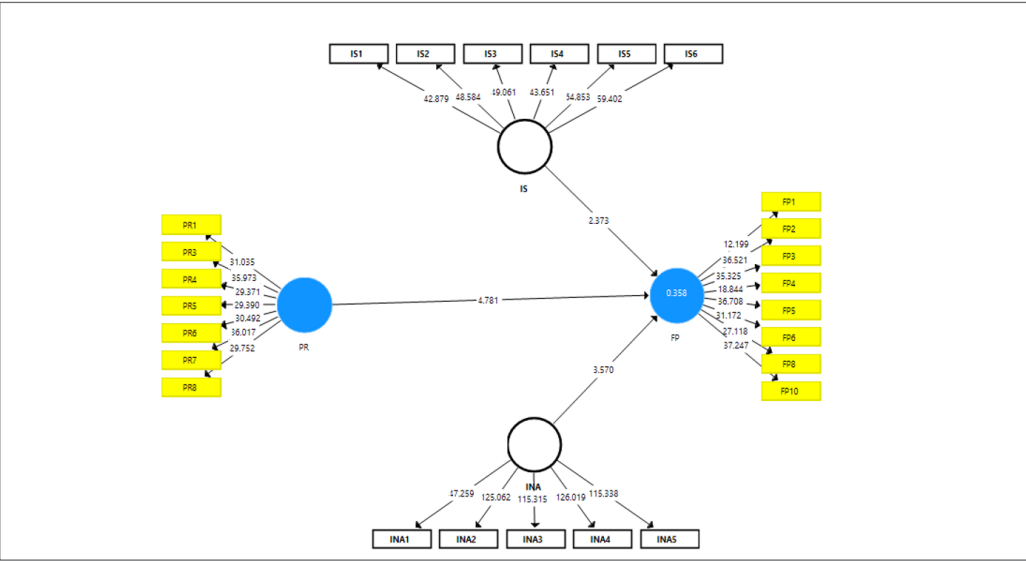 IS1 IS2 IS3 IS4 IS5 IS6
42.879 48.584 49.061 43.651 54.853 59.402
IS
2.373
PR1
PR3
PR4
PR5
PR6
PR7
PR8
31.035
35.973
29.371
29.390
30.492
36.017
29.752
PR
4.781
0.358
FP
12.199
36.521
35.325
18.844
36.708
31.172
27.118
37.247
FP1
FP2
FP3
FP4
FP5
FP6
FP8
FP10
3.570
INA
47.259 125.062 115.315 126.019 115.338
INA1 INA2 INA3 INA4 INA5